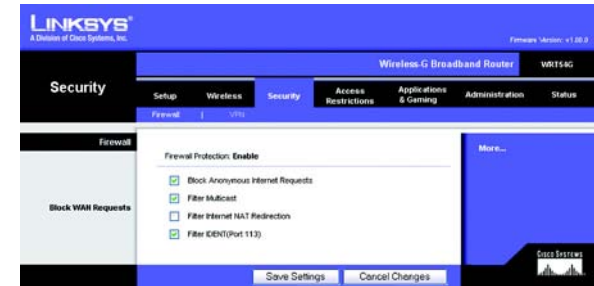 LINKSYS®
A Division of Cisco Systems, Inc.
Firmware Version: v1.00.0
Wireless-G Broadband Router WRT54G
Security
Setup Wireless Security Access Restrictions Applications & Gaming Administration Status
Firewall | VPN
Firewall
Firewall Protection: Enable
More...
Block WAN Requests
Block Anonymous Internet Requests
Filter Multicast
Filter Internet NAT Redirection
Filter IDENT(Port 113)
Save Settings Cancel Changes
CISCO SYSTEMS